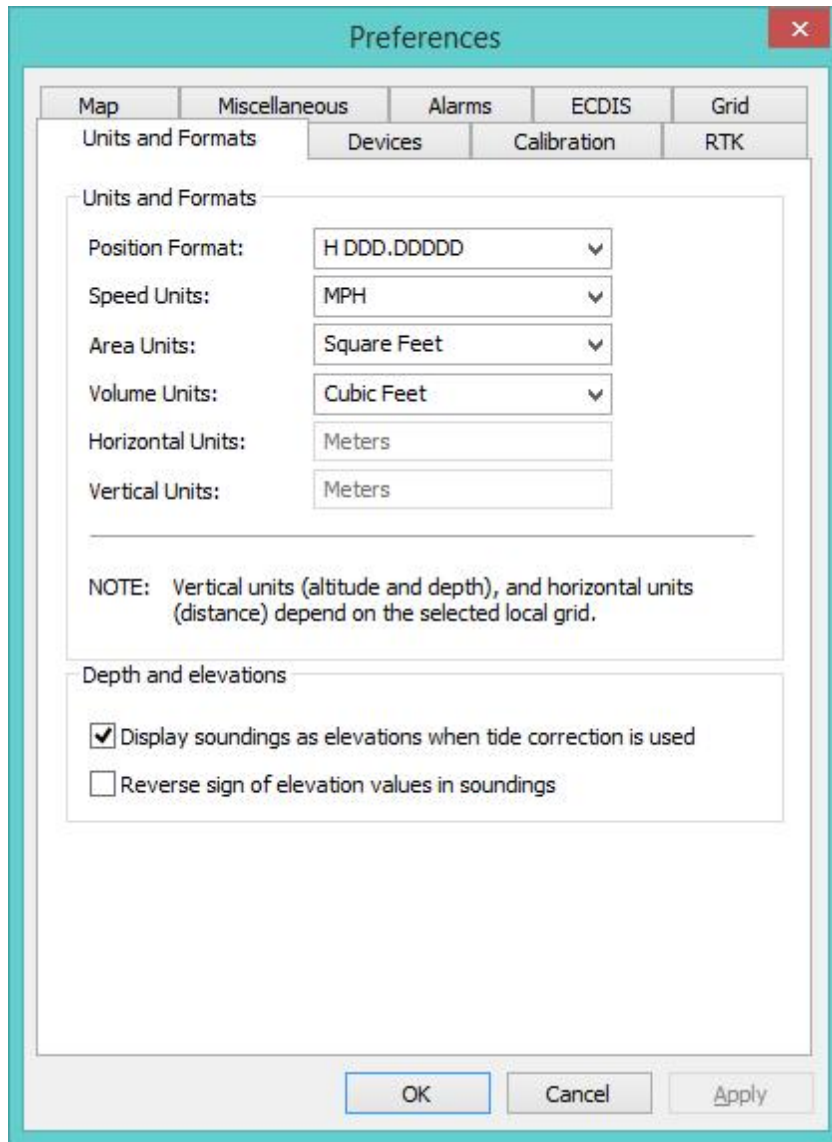 Preferences
Map Miscellaneous Alarms ECDIS Grid
Units and Formats Devices Calibration RTK
Units and Formats
Position Format: H DDD.DDDDD
Speed Units: MPH
Area Units: Square Feet
Volume Units: Cubic Feet
Horizontal Units: Meters
Vertical Units: Meters
NOTE: Vertical units (altitude and depth), and horizontal units
(distance) depend on the selected local grid.
Depth and elevations
Display soundings as elevations when tide correction is used
Reverse sign of elevation values in soundings
OK Cancel Apply